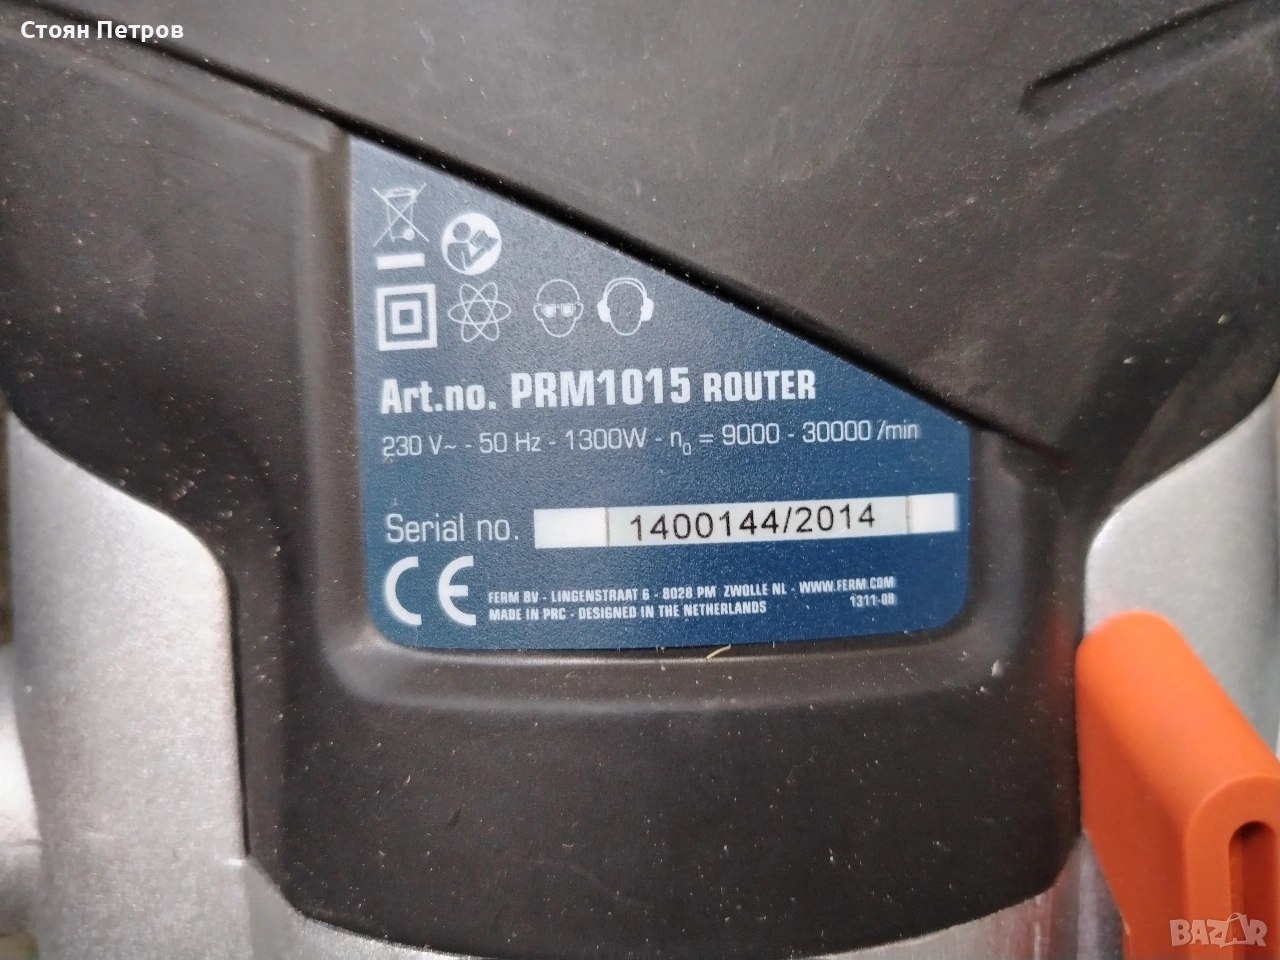 Стоян Петров
Art.no. PRM1015 ROUTER
230 V~ - 50 Hz - 1300W - n0 = 9000 - 30000 /min
Serial no. 1400144/2014
CE FERM BV - LINGENSTRAAT 6 - 8028 PM ZWOLLE NL - WWW.FERM.COM
MADE IN PRC - DESIGNED IN THE NETHERLANDS 1311-08
BAZAR